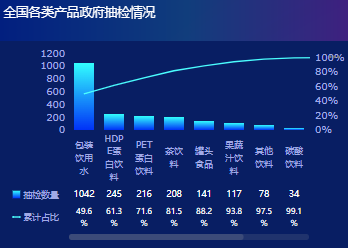 全国各类产品政府抽检情况
1200
1000
800
600
400
200
0
100%
80%
60%
40%
20%
0%
包装饮用水
HDPE蛋白饮料
PET蛋白饮料
茶饮料
罐头食品
果蔬汁饮料
其他饮料
碳酸饮料
抽检数量 1042 245 216 208 141 117 78 34
累计占比 49.6% 61.3% 71.6% 81.5% 88.2% 93.8% 97.5% 99.1%